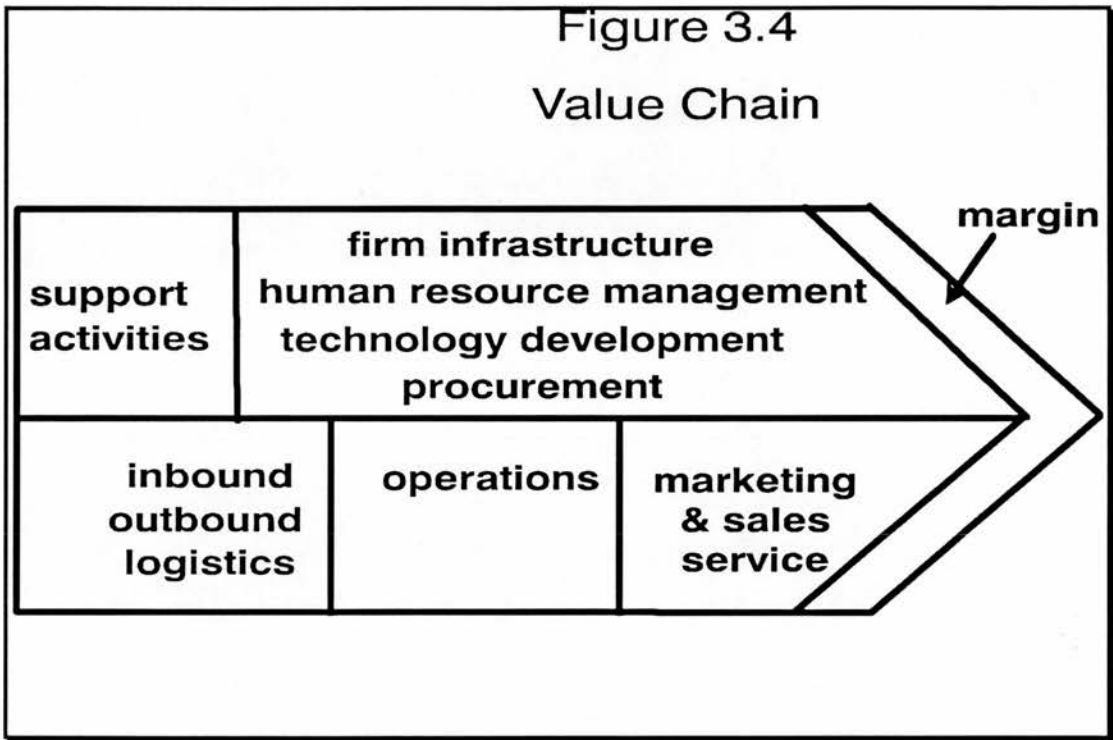 Figure 3.4
Value Chain
margin
support
activities
firm infrastructure
human resource management
technology development
procurement
inbound
outbound
logistics
operations
marketing
& sales
service